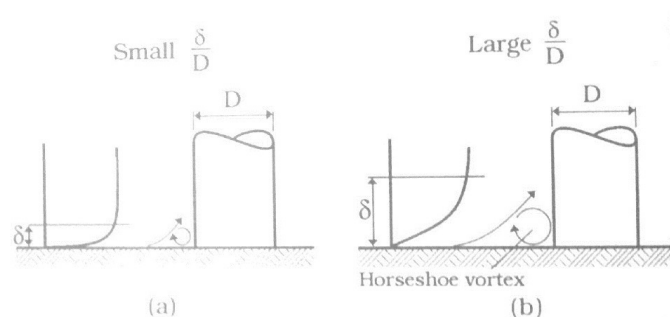 Small δ/D
D
δ
(a)
Large δ/D
D
δ
Horseshoe vortex
(b)